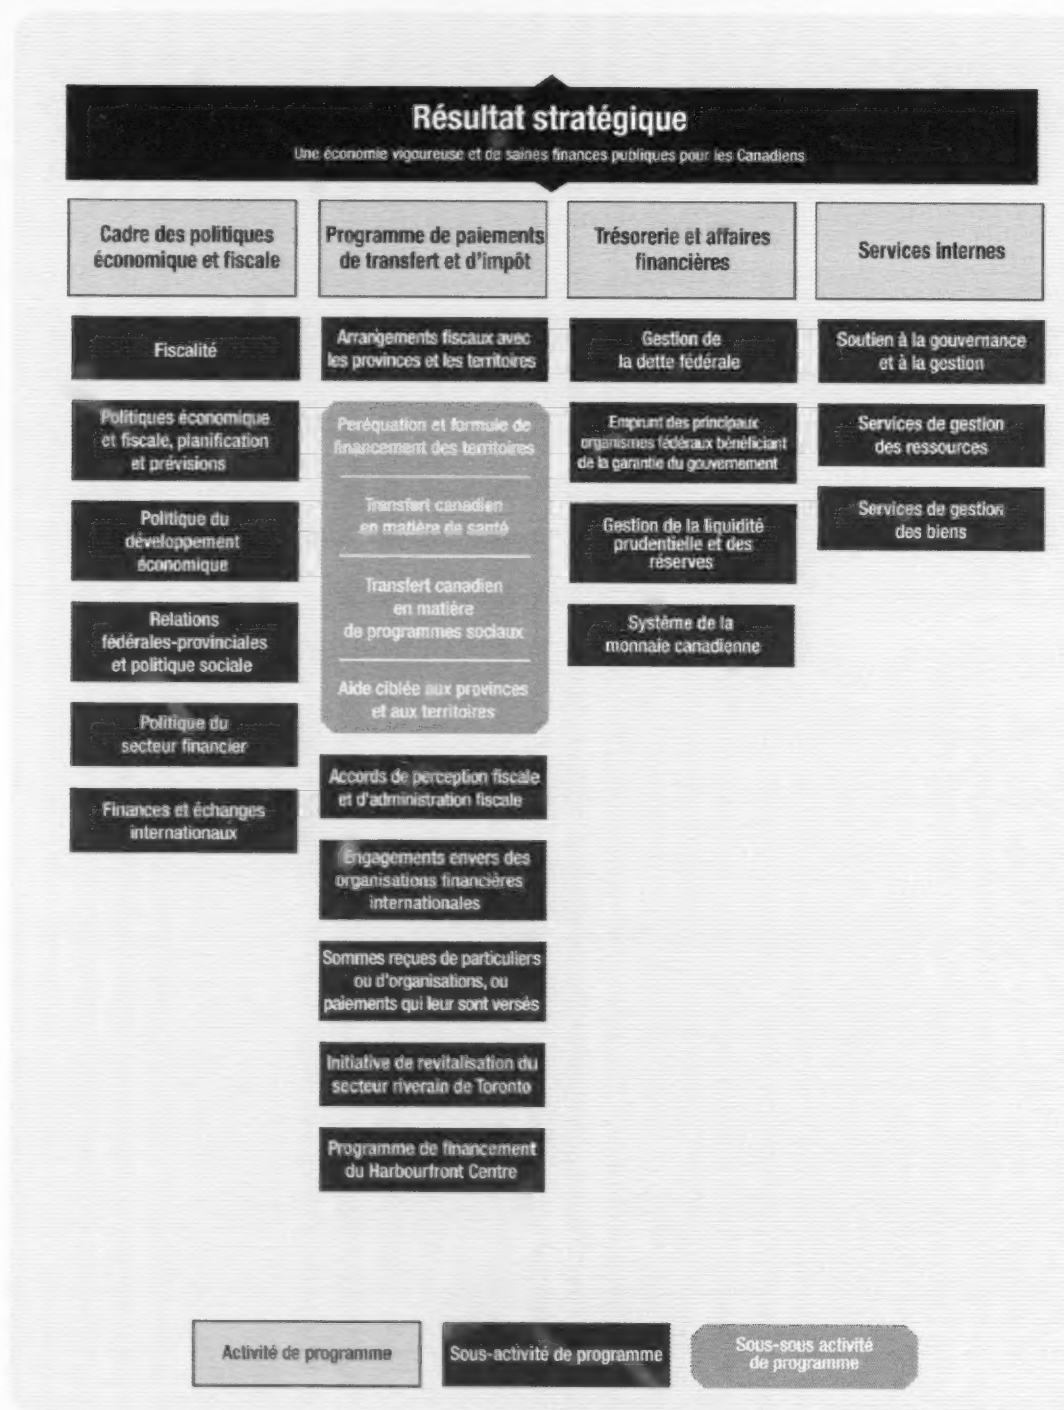 Résultat stratégique
Une économie vigoureuse et de saines finances publiques pour les Canadiens
Cadre des politiques
économique et fiscale
Fiscalité
Politiques économique
et fiscale, planification
et prévisions
Politique du
développement
économique
Relations
fédérales-provinciales
et politique sociale
Politique du
secteur financier
Finances et échanges
internationaux
Programme de paiements
de transfert et d'impôt
Arrangements fiscaux avec
les provinces et les territoires
Peréquation et formule de
financement des territoires
Transfert canadien
en matière de santé
Transfert canadien
en matière
de programmes sociaux
Aide ciblée aux provinces
et aux territoires
Accords de perception fiscale
et d'administration fiscale
Engagements envers des
organisations financières
internationales
Sommes reçues de particuliers
ou d'organisations, ou
paiements qui leur sont versés
Initiative de revitalisation du
secteur riverain de Toronto
Programme de financement
du Harbourfront Centre
Trésorerie et affaires
financières
Gestion de
la dette fédérale
Emprunt des principaux
organismes fédéraux bénéficiant
de la garantie du gouvernement
Gestion de la liquidité
prudentielle et des
réserves
Système de la
monnaie canadienne
Services internes
Soutien à la gouvernance
et à la gestion
Services de gestion
des ressources
Services de gestion
des biens
Activité de programme
Sous-activité de programme
Sous-sous activité
de programme